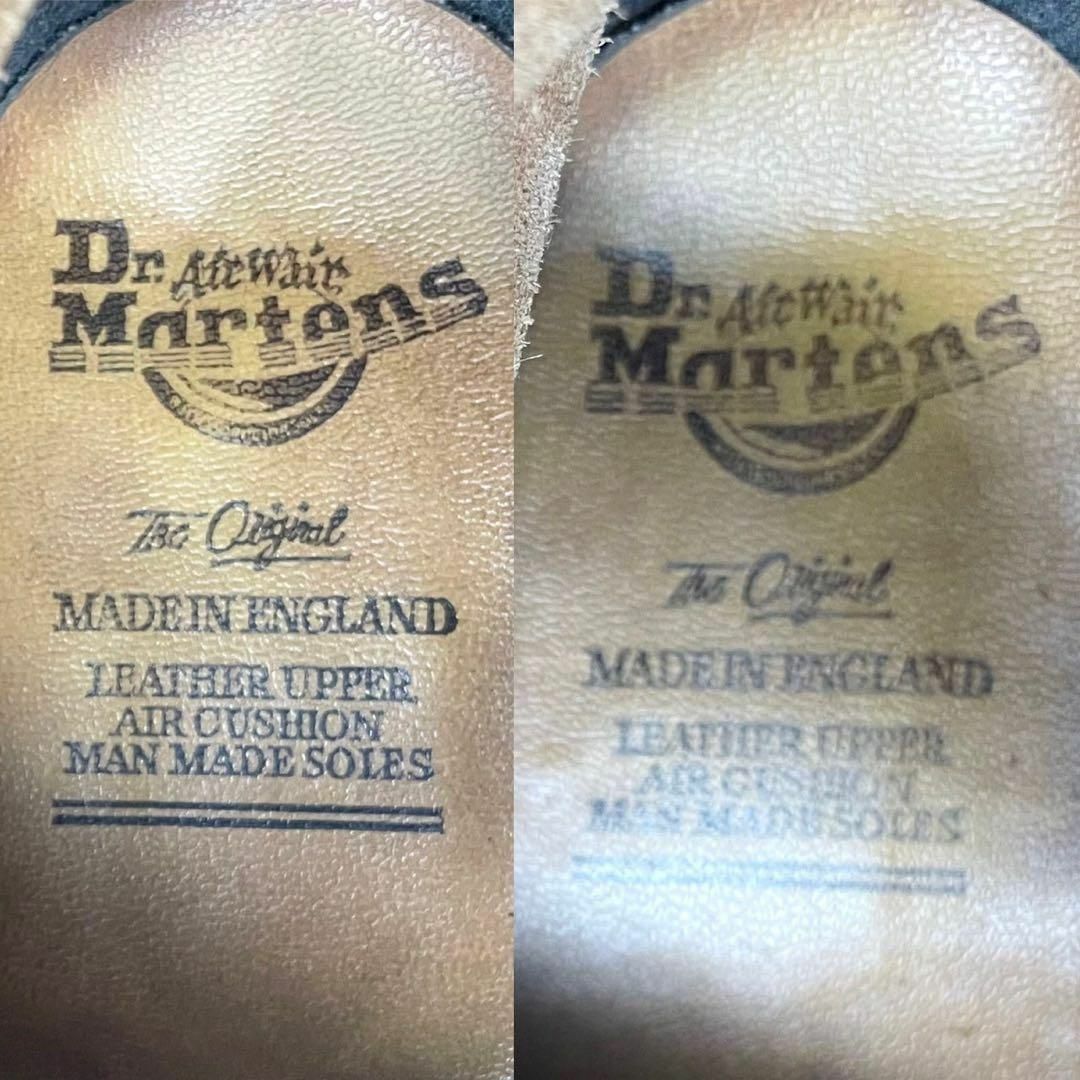 Dr. AirWair
Martens
The Original
MADE IN ENGLAND
LEATHER UPPER
AIR CUSHION
MAN MADE SOLES
Dr. AirWair
Martens
The Original
MADE IN ENGLAND
LEATHER UPPER
AIR CUSHION
MAN MADE SOLES